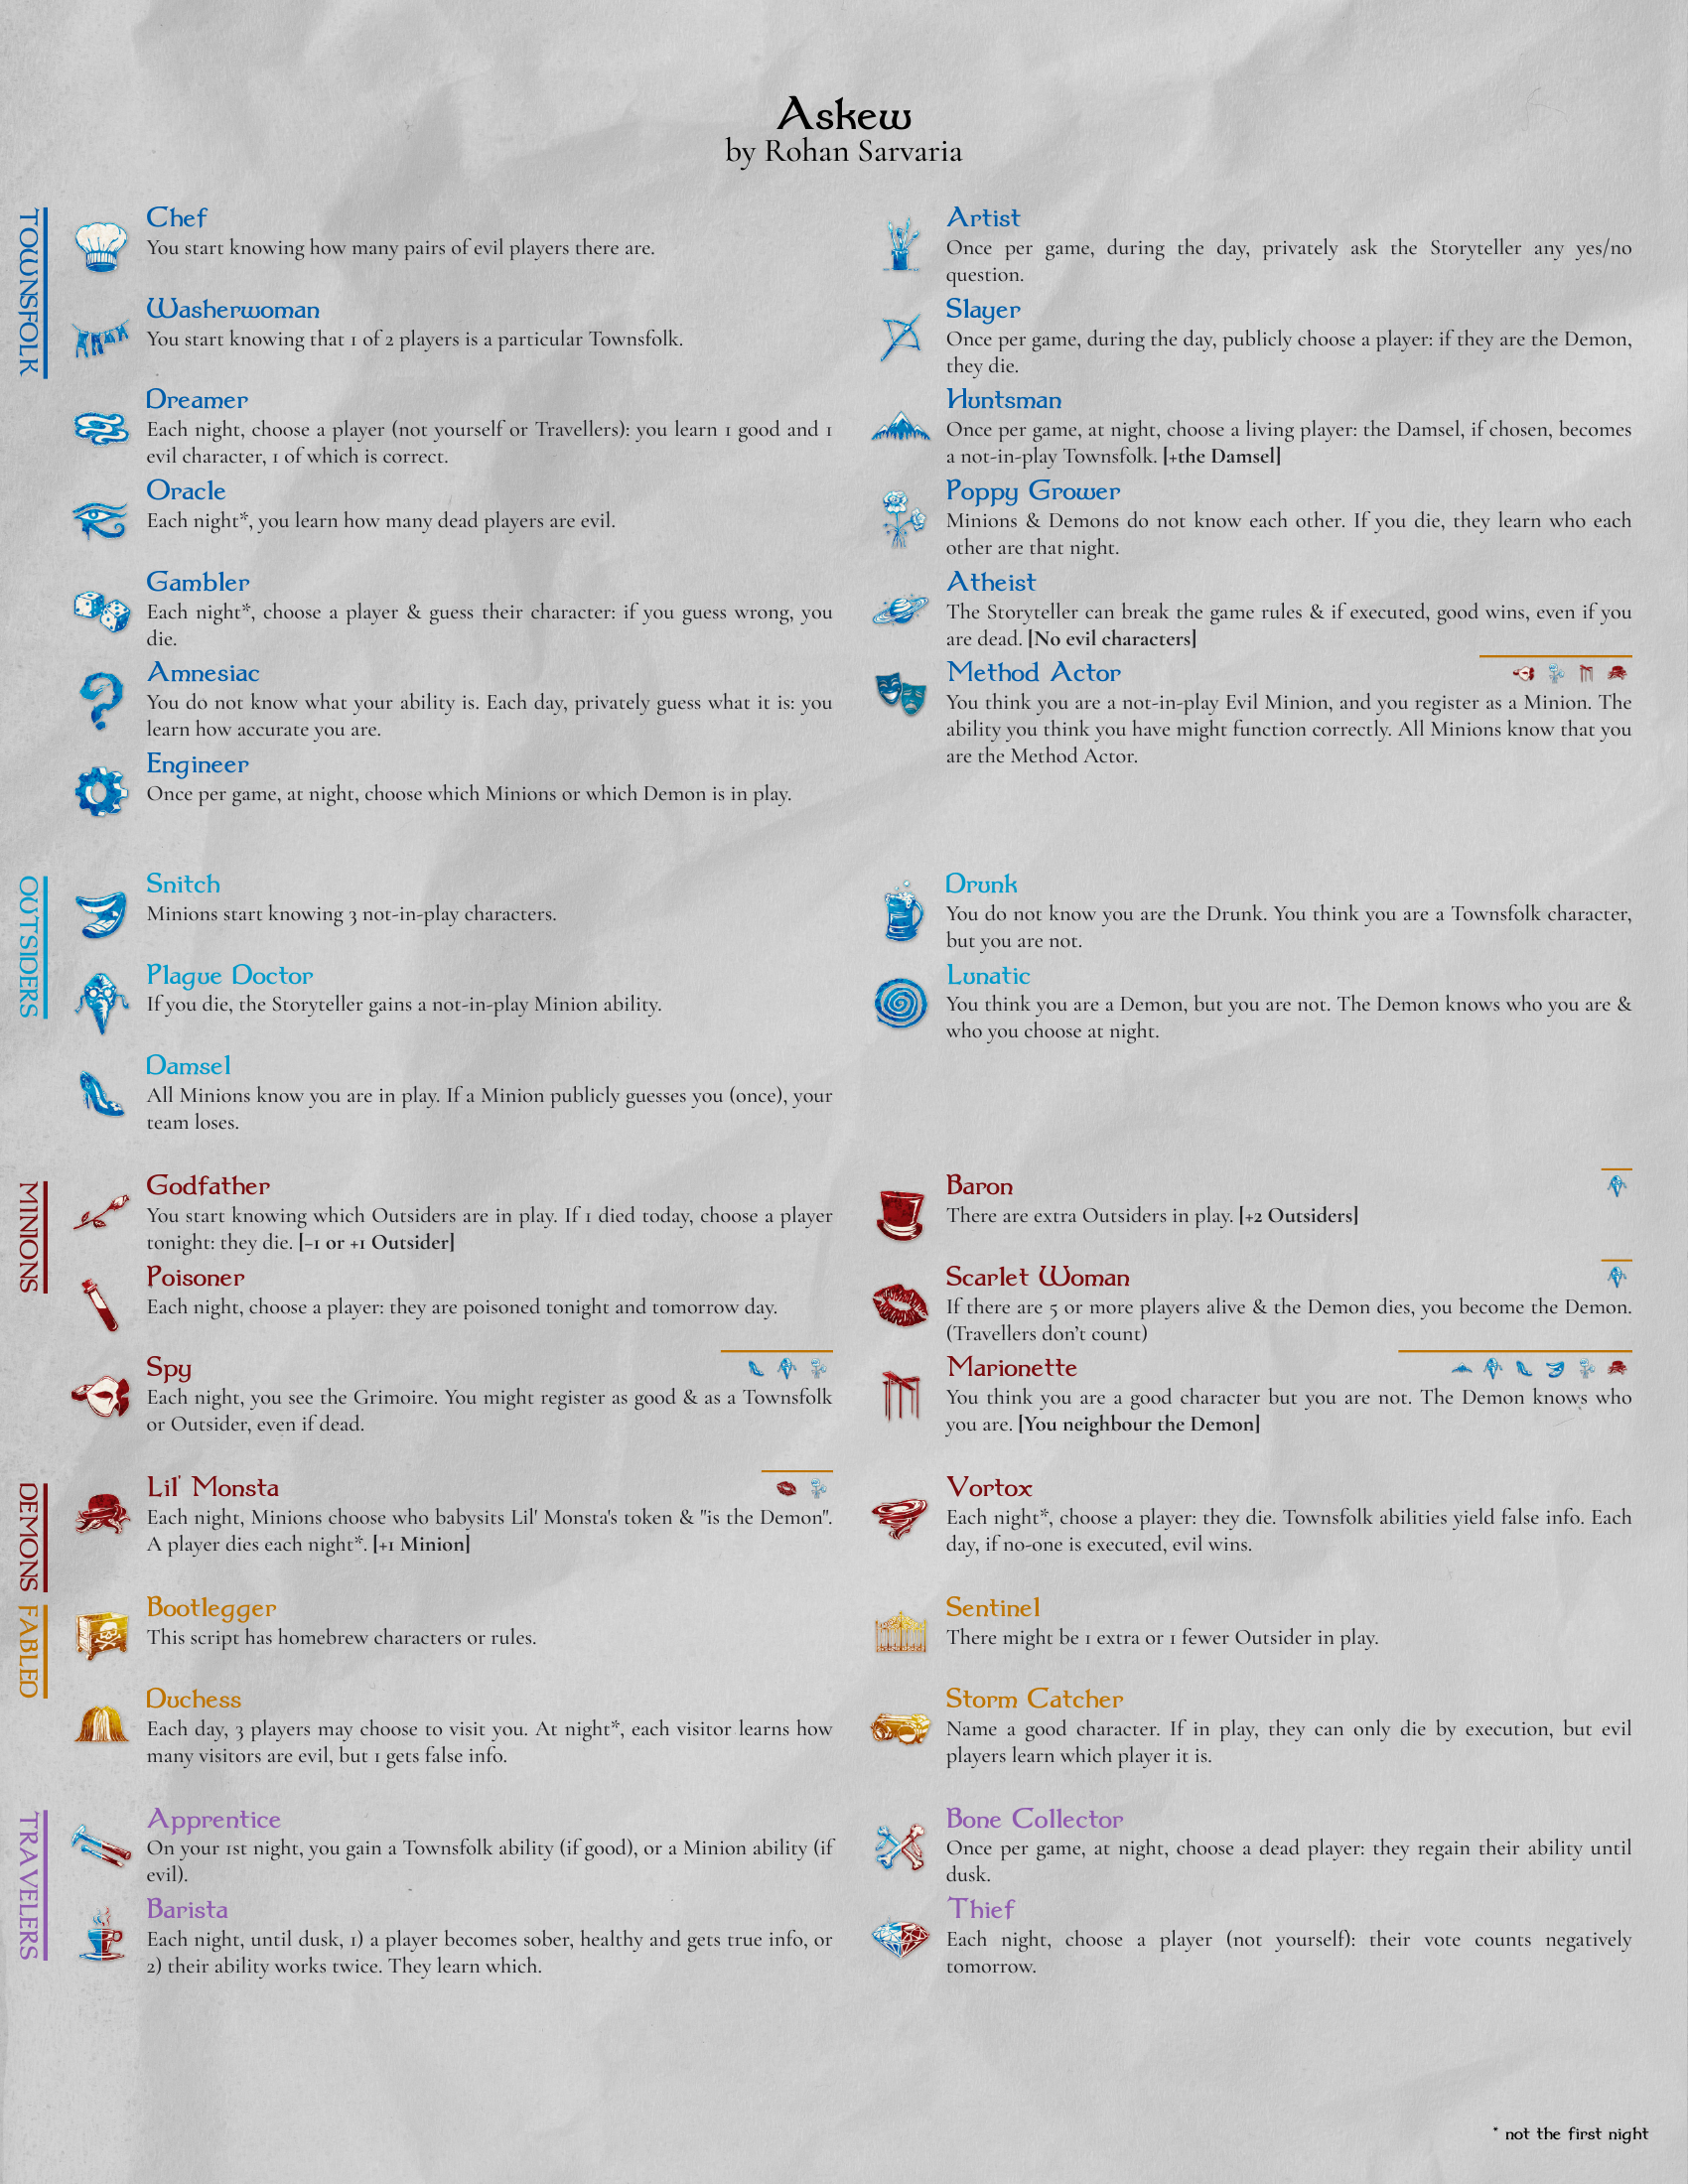 Askew
by Rohan Sarvaria
TOWNSFOLK
Chef
You start knowing how many pairs of evil players there are.
Washerwoman
You start knowing that 1 of 2 players is a particular Townsfolk.
Dreamer
Each night, choose a player (not yourself or Travellers): you learn 1 good and 1
evil character, 1 of which is correct.
Oracle
Each night*, you learn how many dead players are evil.
Gambler
Each night*, choose a player & guess their character: if you guess wrong, you
die.
Amnesiac
You do not know what your ability is. Each day, privately guess what it is: you
learn how accurate you are.
Engineer
Once per game, at night, choose which Minions or which Demon is in play.
Artist
Once per game, during the day, privately ask the Storyteller any yes/no
question.
Slayer
Once per game, during the day, publicly choose a player: if they are the Demon,
they die.
Huntsman
Once per game, at night, choose a living player: the Damsel, if chosen, becomes
a not-in-play Townsfolk. [+the Damsel]
Poppy Grower
Minions & Demons do not know each other. If you die, they learn who each
other are that night.
Atheist
The Storyteller can break the game rules & if executed, good wins, even if you
are dead. [No evil characters]
Method Actor
You think you are a not-in-play Evil Minion, and you register as a Minion. The
ability you think you have might function correctly. All Minions know that you
are the Method Actor.
OUTSIDERS
Snitch
Minions start knowing 3 not-in-play characters.
Plague Doctor
If you die, the Storyteller gains a not-in-play Minion ability.
Damsel
All Minions know you are in play. If a Minion publicly guesses you (once), your
team loses.
Drunk
You do not know you are the Drunk. You think you are a Townsfolk character,
but you are not.
Lunatic
You think you are a Demon, but you are not. The Demon knows who you are &
who you choose at night.
MINIONS
Godfather
You start knowing which Outsiders are in play. If 1 died today, choose a player
tonight: they die. [−1 or +1 Outsider]
Poisoner
Each night, choose a player: they are poisoned tonight and tomorrow day.
Spy
Each night, you see the Grimoire. You might register as good & as a Townsfolk
or Outsider, even if dead.
Baron
There are extra Outsiders in play. [+2 Outsiders]
Scarlet Woman
If there are 5 or more players alive & the Demon dies, you become the Demon.
(Travellers don’t count)
Marionette
You think you are a good character but you are not. The Demon knows who
you are. [You neighbour the Demon]
DEMONS
Lil' Monsta
Each night, Minions choose who babysits Lil' Monsta's token & "is the Demon".
A player dies each night*. [+1 Minion]
Vortox
Each night*, choose a player: they die. Townsfolk abilities yield false info. Each
day, if no-one is executed, evil wins.
FABLED
Bootlegger
This script has homebrew characters or rules.
Duchess
Each day, 3 players may choose to visit you. At night*, each visitor learns how
many visitors are evil, but 1 gets false info.
Sentinel
There might be 1 extra or 1 fewer Outsider in play.
Storm Catcher
Name a good character. If in play, they can only die by execution, but evil
players learn which player it is.
TRAVELERS
Apprentice
On your 1st night, you gain a Townsfolk ability (if good), or a Minion ability (if
evil).
Barista
Each night, until dusk, 1) a player becomes sober, healthy and gets true info, or
2) their ability works twice. They learn which.
Bone Collector
Once per game, at night, choose a dead player: they regain their ability until
dusk.
Thief
Each night, choose a player (not yourself): their vote counts negatively
tomorrow.
* not the first night